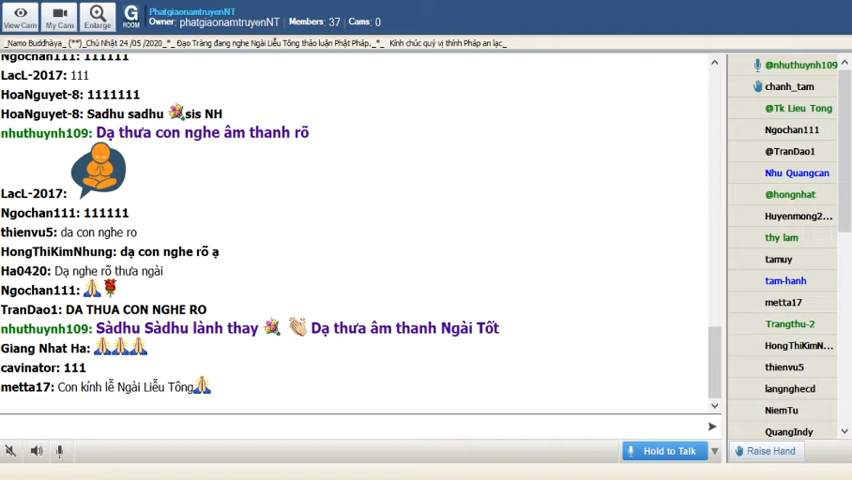 View Cam
My Cam
Enlarge
G
ROOM
PhatgiaonamtruyenNT
Owner: phatgiaonamtruyenNT Members: 37 Cams: 0
_Namo Buddhàya_ (**)_Chủ Nhật 24 /05 /2020_*_ Đạo Tràng đang nghe Ngài Liễu Tông thảo luận Phật Pháp._*_ Kính chúc quý vị thính Pháp an lạc_
Ngochan111: 11111
LacL-2017: 111
HoaNguyet-8: 1111111
HoaNguyet-8: Sadhu sadhu sis NH
nhuthuynh109: Dạ thưa con nghe âm thanh rõ
LacL-2017:
Ngochan111: 111111
thienvu5: da con nghe ro
HongThiKimNhung: dạ con nghe rõ ạ
Ha0420: Dạ nghe rõ thưa ngài
Ngochan111:
TranDao1: DA THUA CON NGHE RO
nhuthuynh109: Sàdhu Sàdhu lành thay Dạ thưa âm thanh Ngài Tốt
Giang Nhat Ha:
cavinator: 111
metta17: Con kính lễ Ngài Liễu Tông
Hold to Talk
@nhuthuynh109
chanh_tam
@Tk Lieu Tong
Ngochan111
@TranDao1
Nhu Quangcan
@hongnhat
Huyenmong2...
thy lam
tamuy
tam-hanh
metta17
Trangthu-2
HongThiKimN...
thienvu5
langnghecd
NiemTu
QuangIndy
Raise Hand